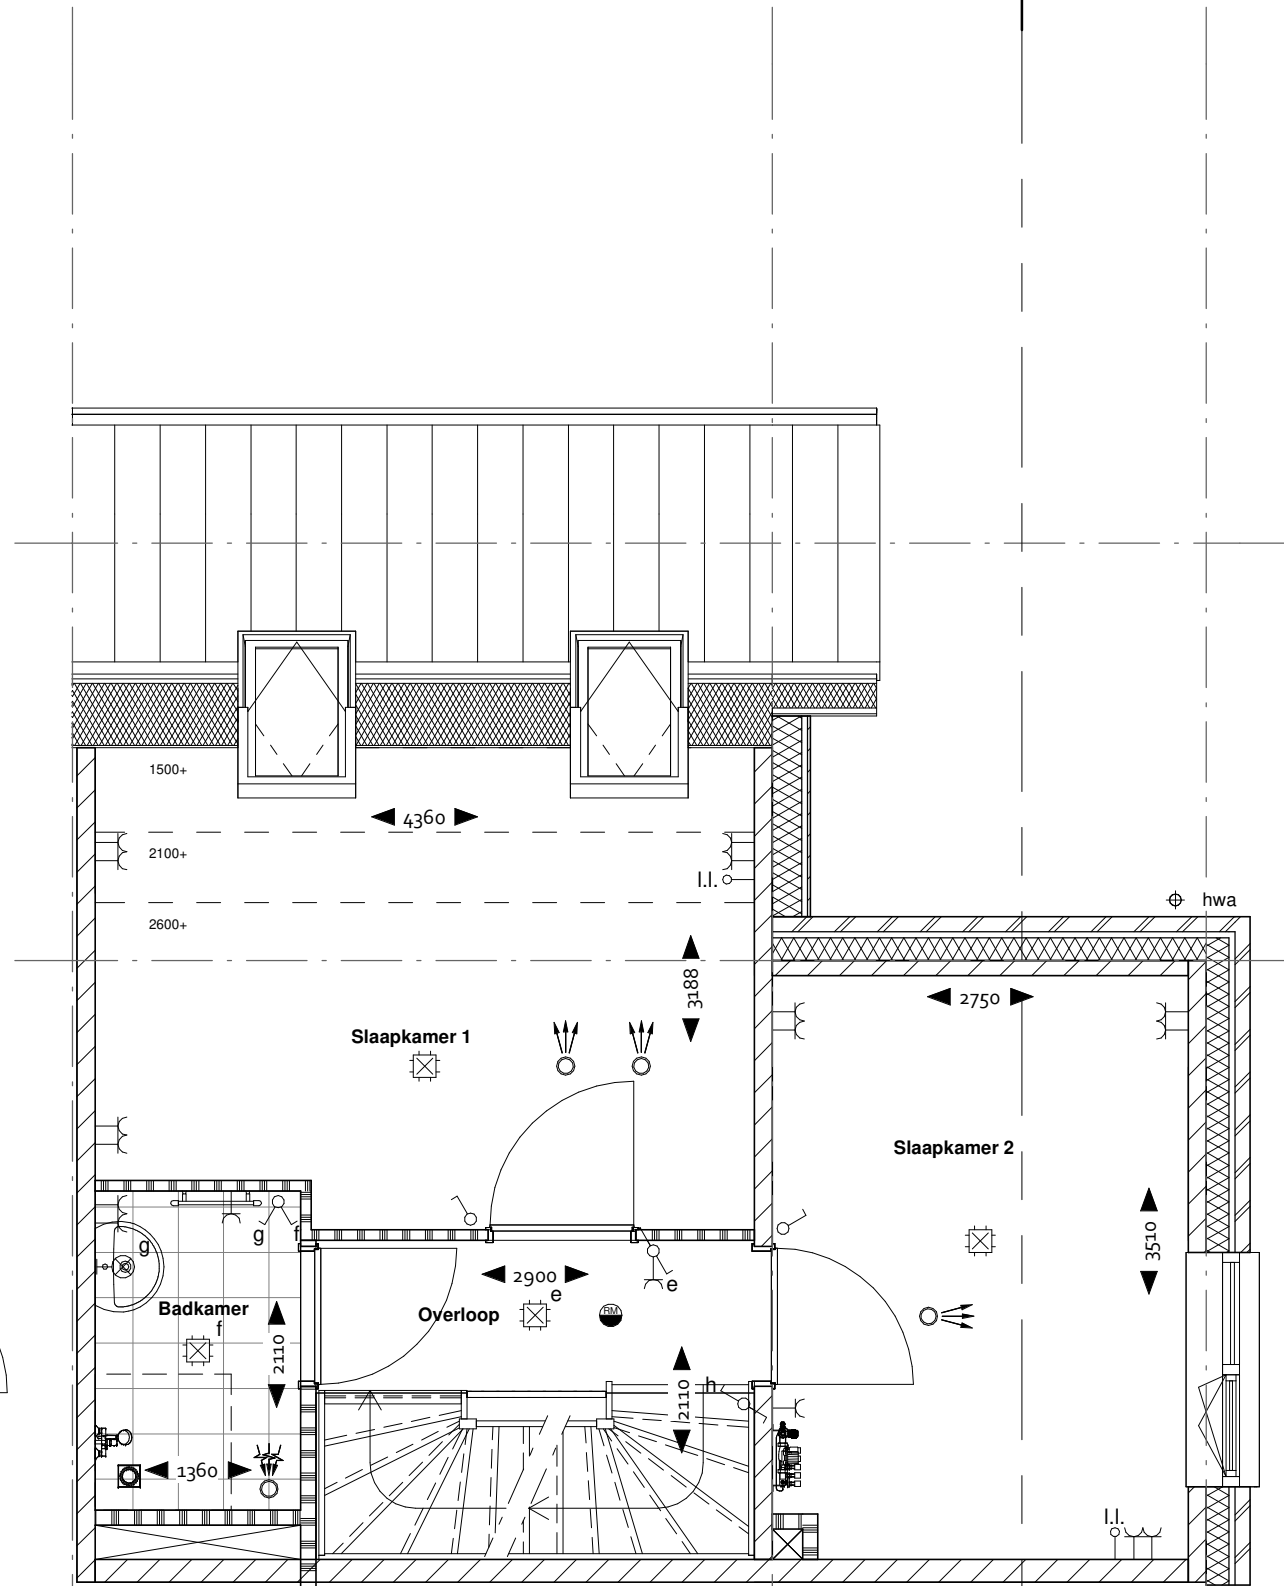 1500+
4360
2100+
l.l.
hwa
2600+
3188
2750
Slaapkamer 1
Slaapkamer 2
g
f
g
3510
2900
e
e
RM
Badkamer
Overloop
f
2110
2110
h
1360
l.l.